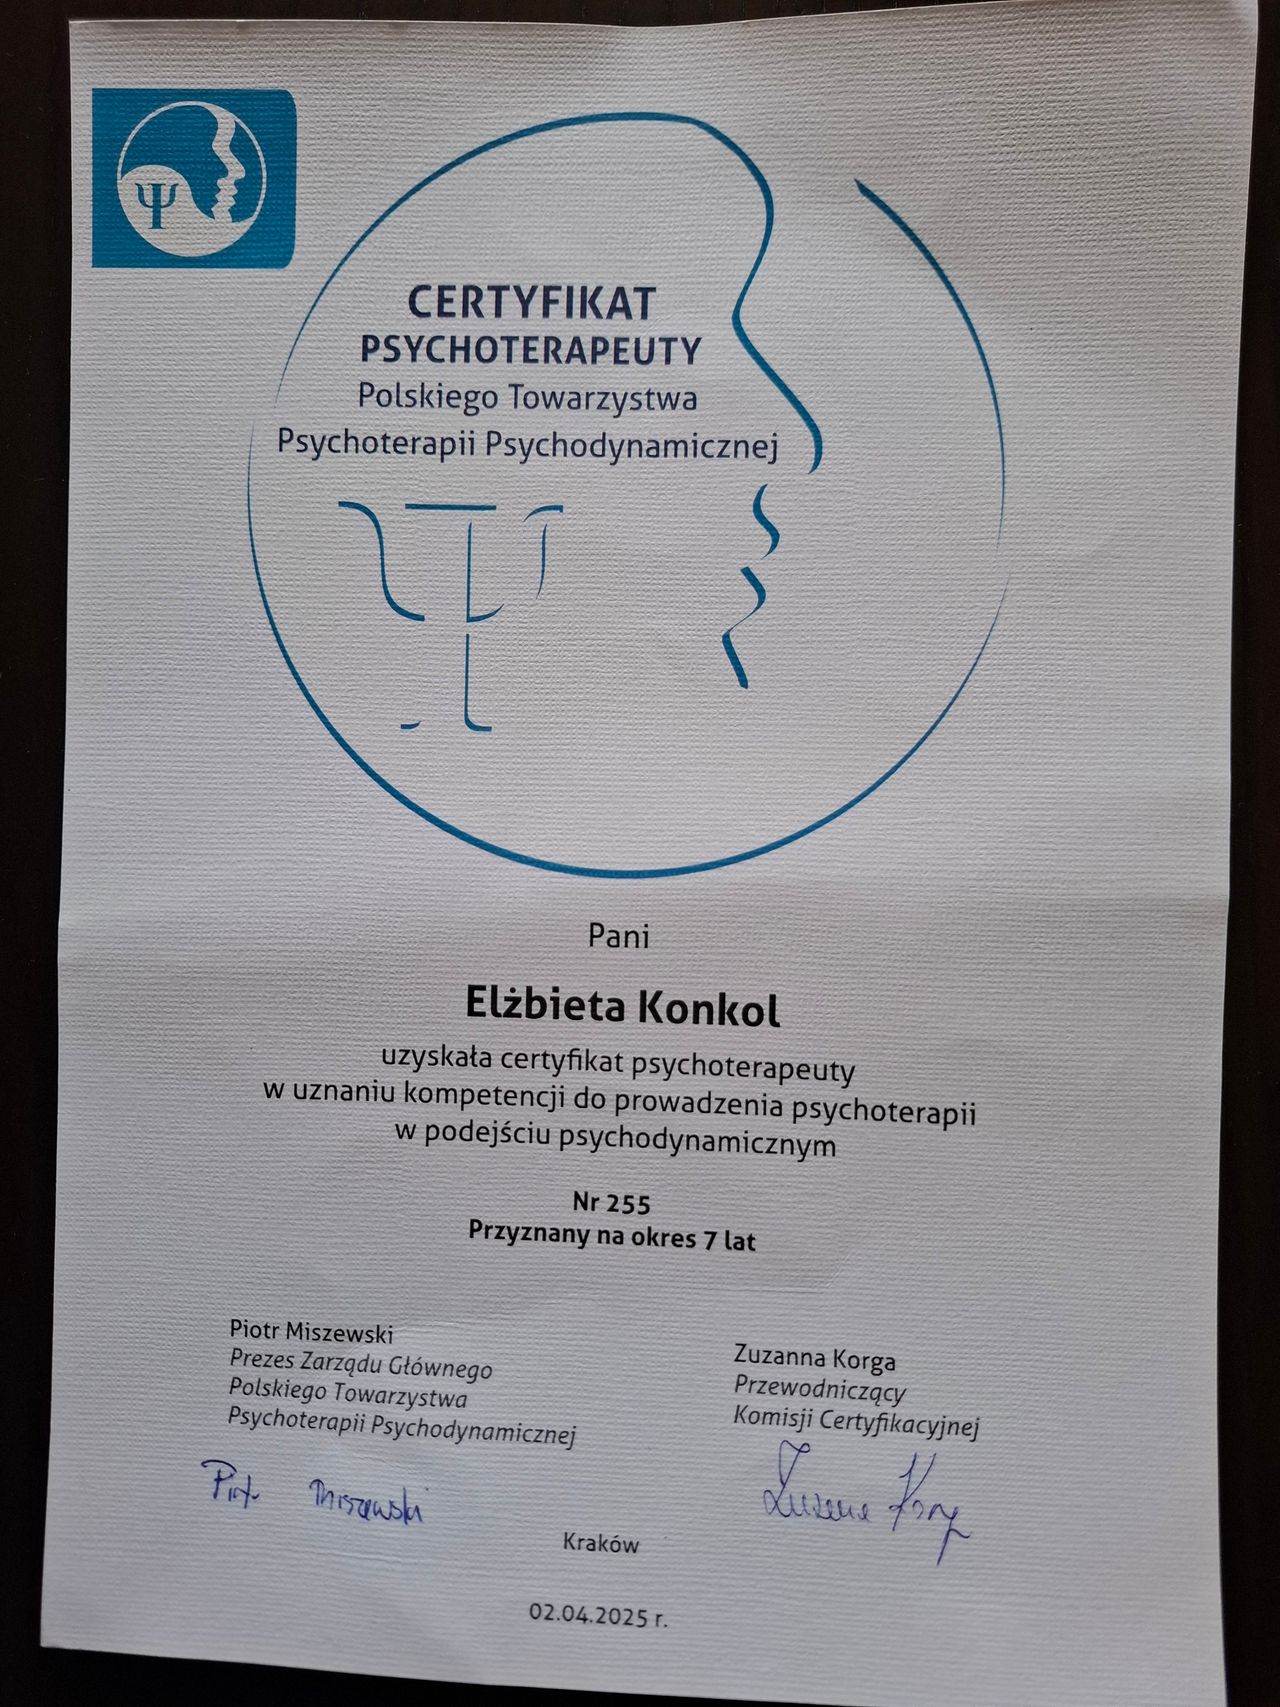 Ψ
CERTYFIKAT
PSYCHOTERAPEUTY
Polskiego Towarzystwa
Psychoterapii Psychodynamicznej
Ψ
Pani
Elżbieta Konkol
uzyskała certyfikat psychoterapeuty
w uznaniu kompetencji do prowadzenia psychoterapii
w podejściu psychodynamicznym
Nr 255
Przyznany na okres 7 lat
Piotr Miszewski
Prezes Zarządu Głównego
Polskiego Towarzystwa
Psychoterapii Psychodynamicznej
Piotr Miszewski
Zuzanna Korga
Przewodniczący
Komisji Certyfikacyjnej
Zuzanna Korga
Kraków
02.04.2025 r.